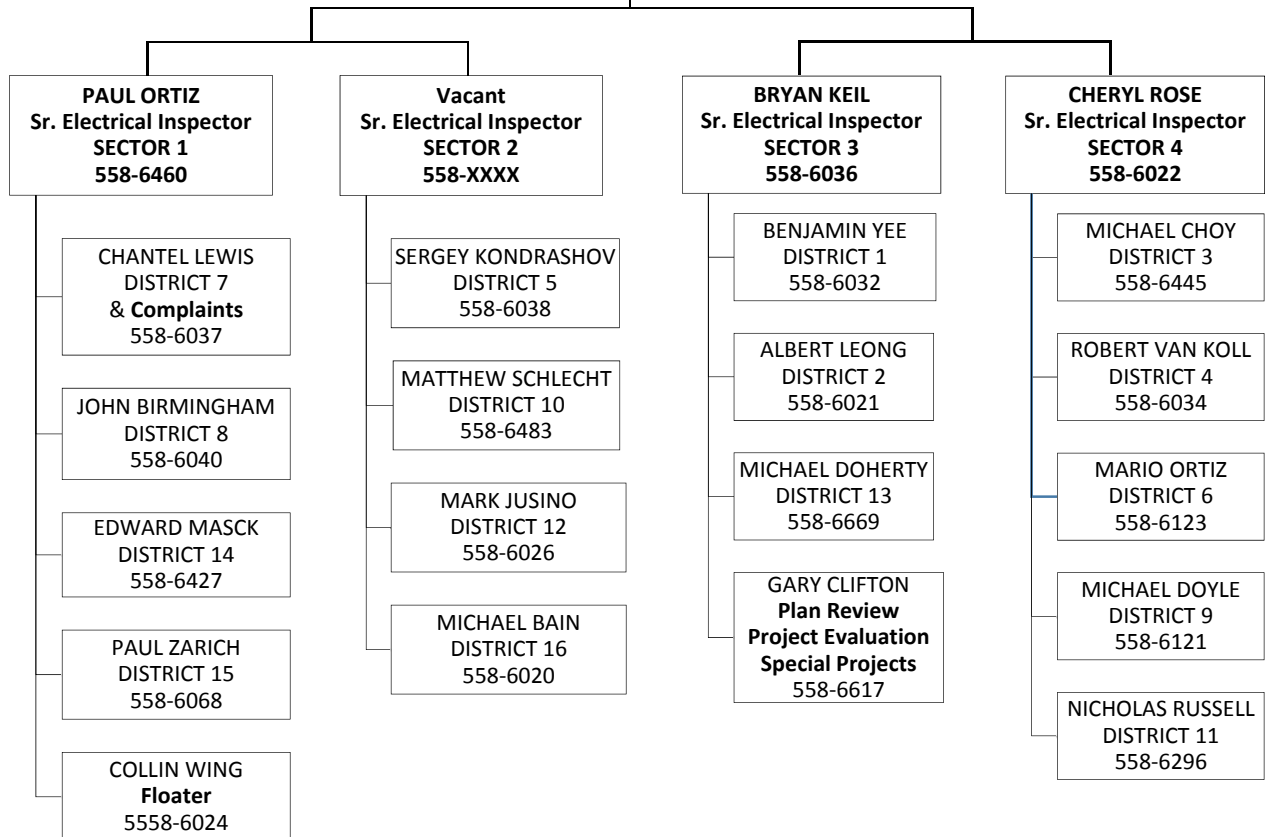 PAUL ORTIZ
Sr. Electrical Inspector
SECTOR 1
558-6460
CHANTEL LEWIS
DISTRICT 7
& Complaints
558-6037
JOHN BIRMINGHAM
DISTRICT 8
558-6040
EDWARD MASCK
DISTRICT 14
558-6427
PAUL ZARICH
DISTRICT 15
558-6068
COLLIN WING
Floater
5558-6024
Vacant
Sr. Electrical Inspector
SECTOR 2
558-XXXX
SERGEY KONDRASHOV
DISTRICT 5
558-6038
MATTHEW SCHLECHT
DISTRICT 10
558-6483
MARK JUSINO
DISTRICT 12
558-6026
MICHAEL BAIN
DISTRICT 16
558-6020
BRYAN KEIL
Sr. Electrical Inspector
SECTOR 3
558-6036
BENJAMIN YEE
DISTRICT 1
558-6032
ALBERT LEONG
DISTRICT 2
558-6021
MICHAEL DOHERTY
DISTRICT 13
558-6669
GARY CLIFTON
Plan Review
Project Evaluation
Special Projects
558-6617
CHERYL ROSE
Sr. Electrical Inspector
SECTOR 4
558-6022
MICHAEL CHOY
DISTRICT 3
558-6445
ROBERT VAN KOLL
DISTRICT 4
558-6034
MARIO ORTIZ
DISTRICT 6
558-6123
MICHAEL DOYLE
DISTRICT 9
558-6121
NICHOLAS RUSSELL
DISTRICT 11
558-6296